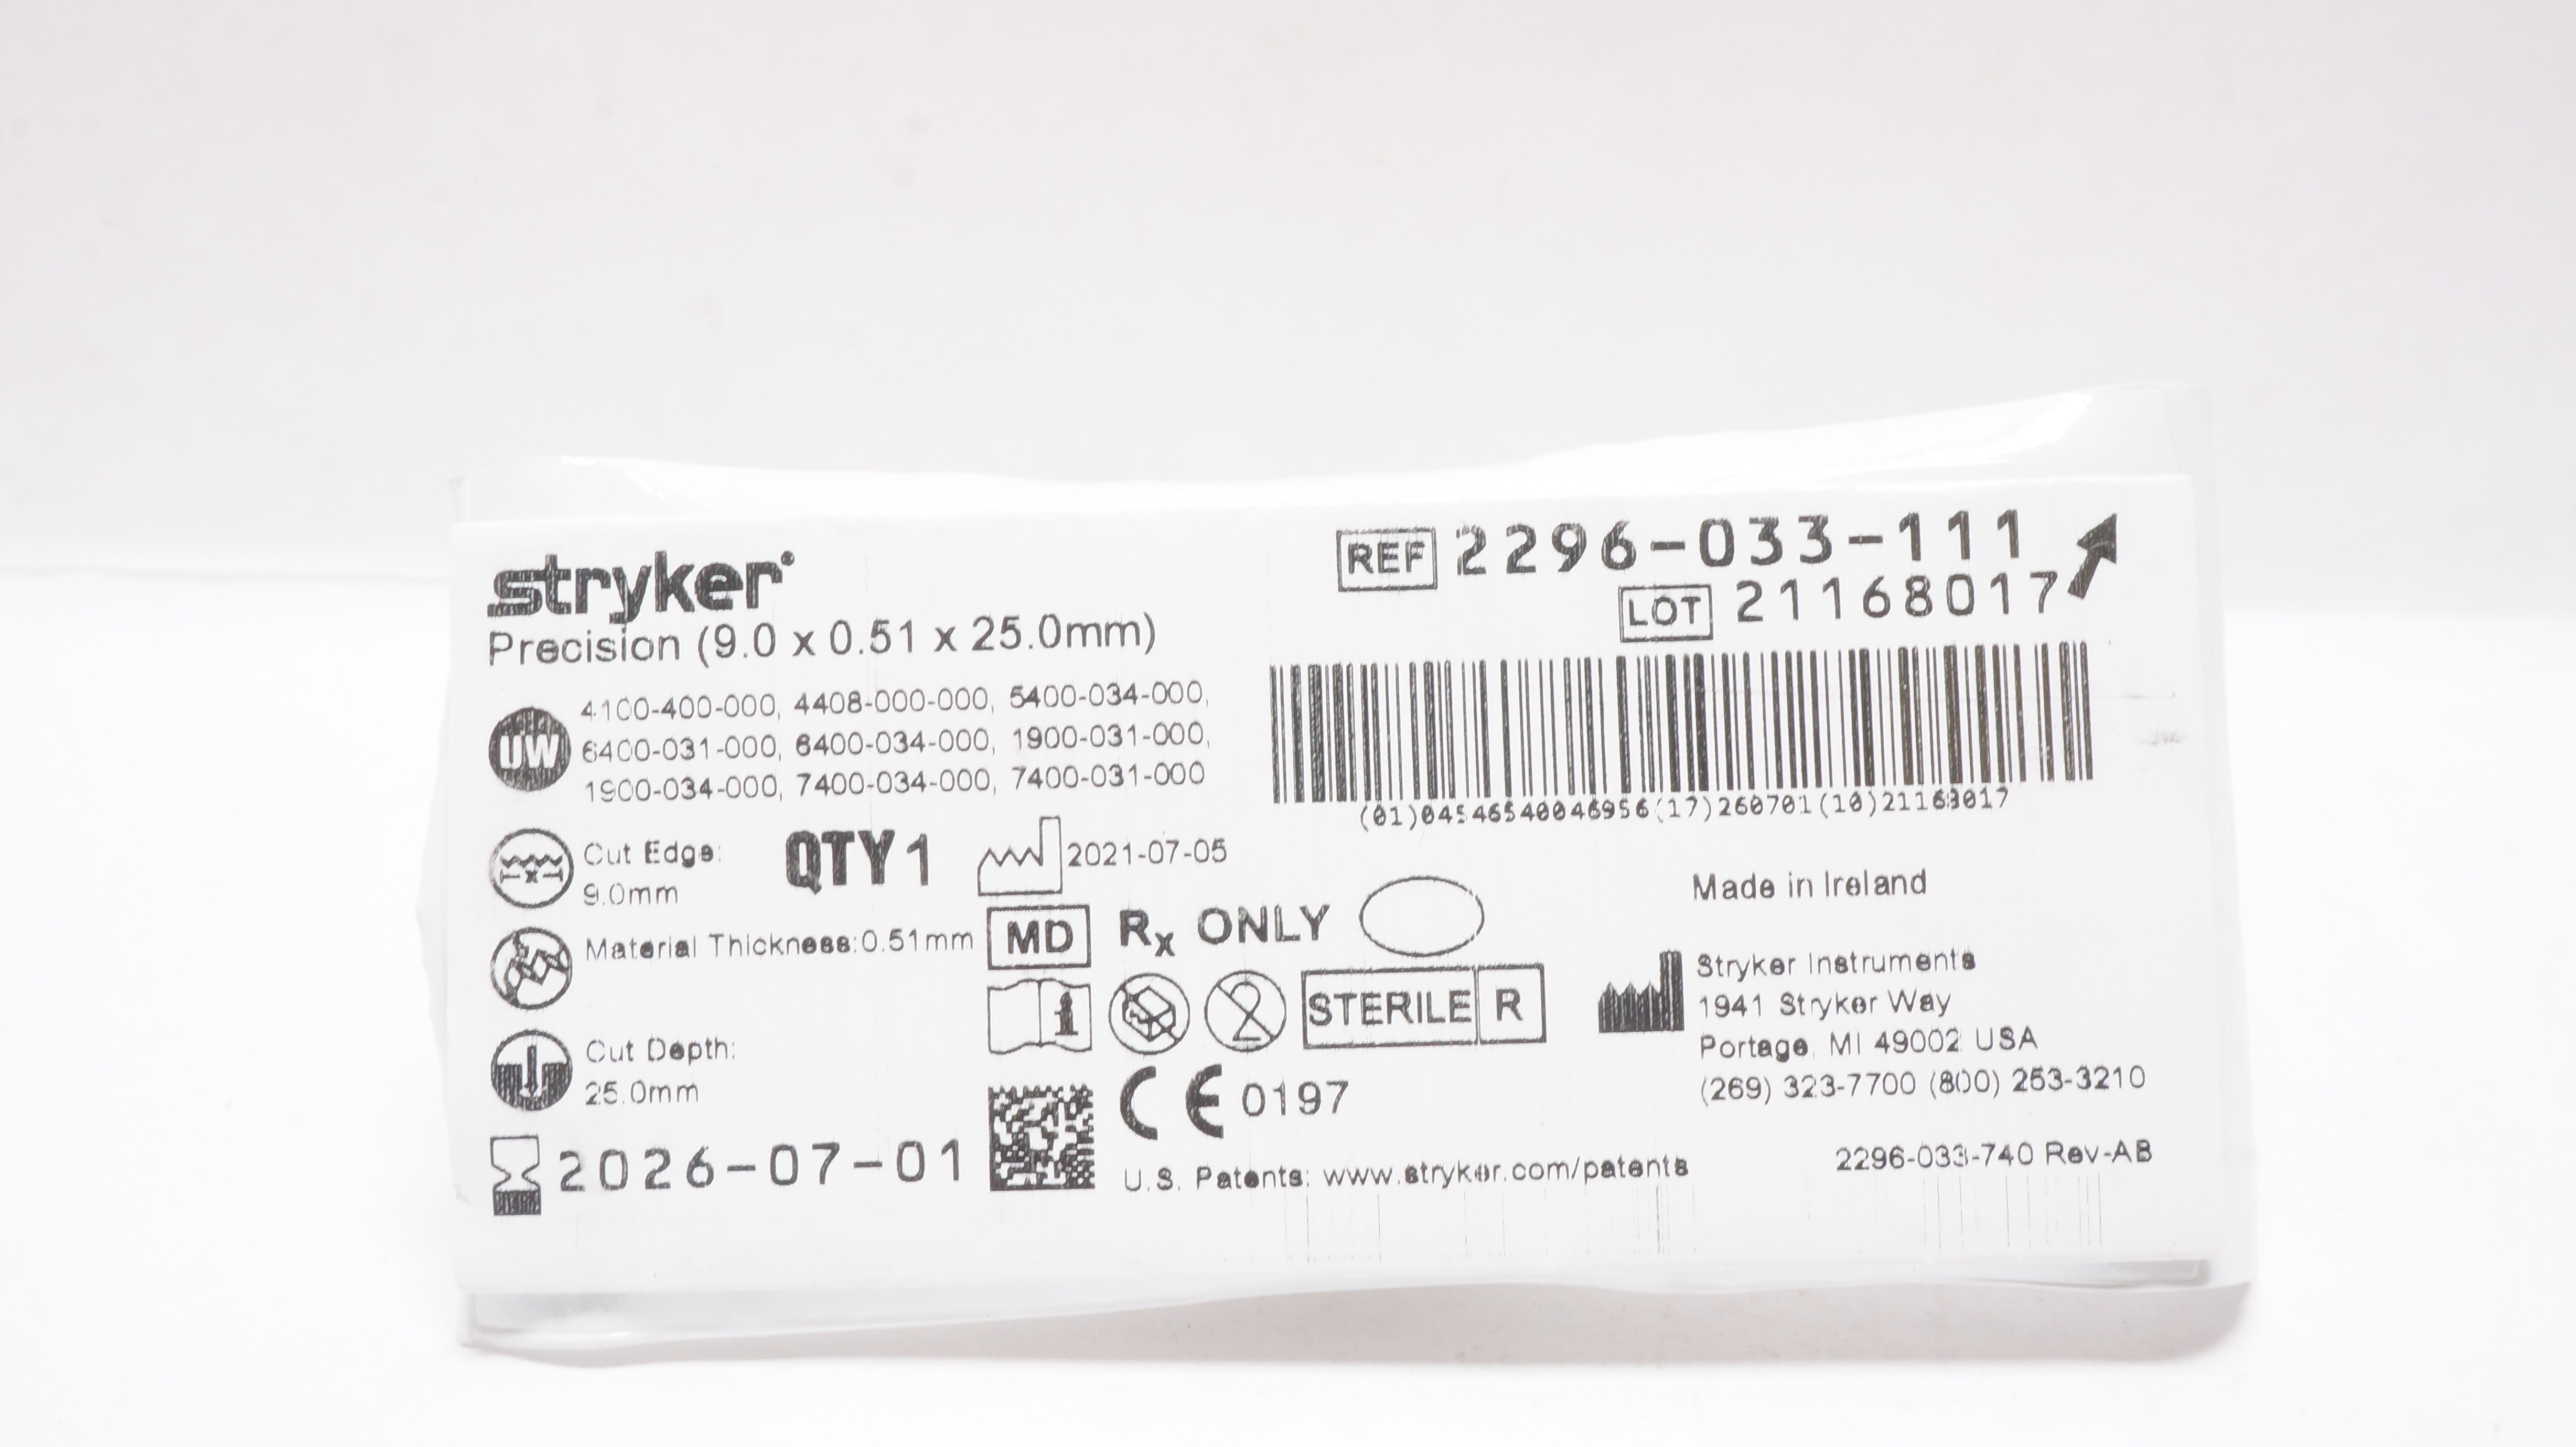 stryker
Precision (9.0 x 0.51 x 25.0mm)
UW
4100-400-000, 4408-000-000, 5400-034-000,
6400-031-000, 6400-034-000, 1900-031-000,
1900-034-000, 7400-034-000, 7400-031-000
REF 2296-033-111
LOT 21168017
(01)04546540046956(17)260701(10)21168017
Cut Edge:
9.0mm
QTY 1
2021-07-05
Material Thickness:0.51mm
MD
Rx ONLY
STERILE R
Cut Depth:
25.0mm
2026-07-01
CE 0197
U.S. Patents: www.stryker.com/patents
Made in Ireland
Stryker Instruments
1941 Stryker Way
Portage, MI 49002 USA
(269) 323-7700 (800) 253-3210
2296-033-740 Rev-AB